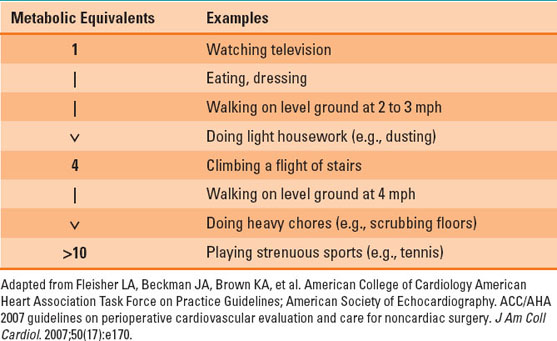 Metabolic Equivalents Examples
1 Watching television
| Eating, dressing
| Walking on level ground at 2 to 3 mph
v Doing light housework (e.g., dusting)
4 Climbing a flight of stairs
| Walking on level ground at 4 mph
v Doing heavy chores (e.g., scrubbing floors)
>10 Playing strenuous sports (e.g., tennis)
Adapted from Fleisher LA, Beckman JA, Brown KA, et al. American College of Cardiology American
Heart Association Task Force on Practice Guidelines; American Society of Echocardiography. ACC/AHA
2007 guidelines on perioperative cardiovascular evaluation and care for noncardiac surgery. J Am Coll
Cardiol. 2007;50(17):e170.